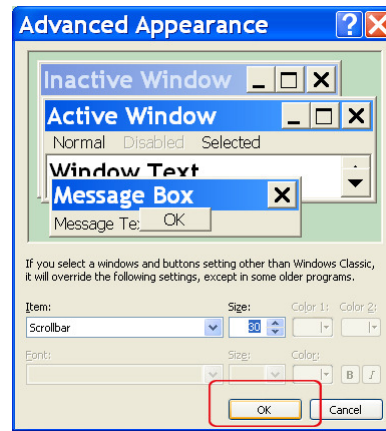 Advanced Appearance
Inactive Window
Active Window
Normal Disabled Selected
Window Text
Message Box
Message Te
OK
If you select a windows and buttons setting other than Windows Classic,
it will override the following settings, except in some older programs.
Item: Size: Color 1: Color 2:
Scrollbar 30
Font: Size: Color:
B I
OK Cancel